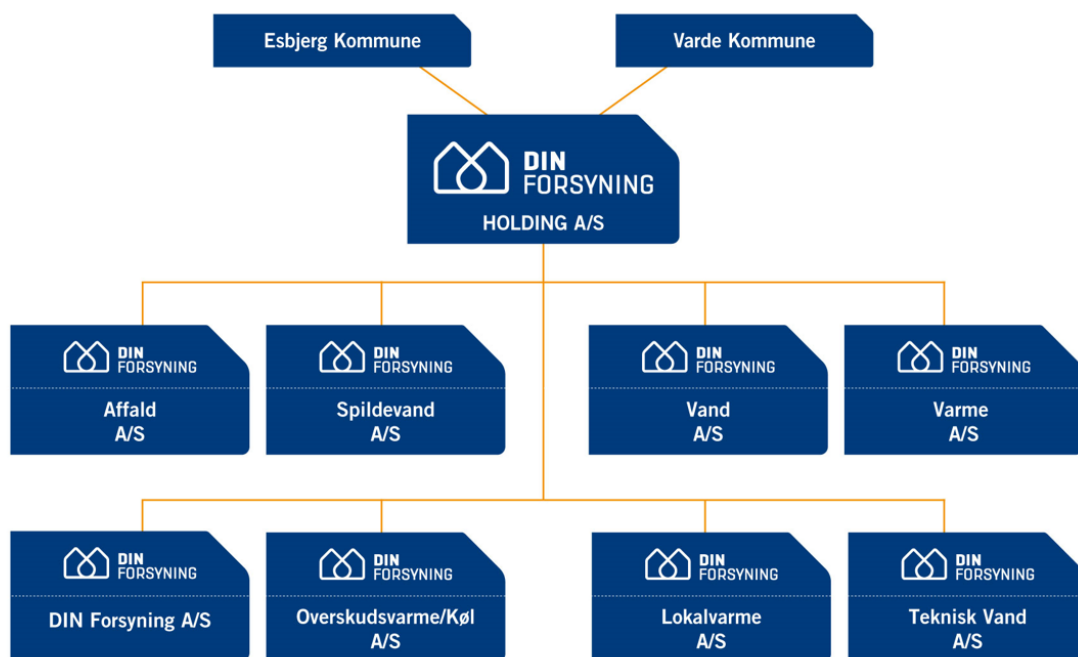 Esbjerg Kommune
Varde Kommune
DIN
FORSYNING
HOLDING A/S
DIN
FORSYNING
Affald
A/S
DIN
FORSYNING
Spildevand
A/S
DIN
FORSYNING
Vand
A/S
DIN
FORSYNING
Varme
A/S
DIN
FORSYNING
DIN Forsyning A/S
DIN
FORSYNING
Overskudsvarme/Køl
A/S
DIN
FORSYNING
Lokalvarme
A/S
DIN
FORSYNING
Teknisk Vand
A/S